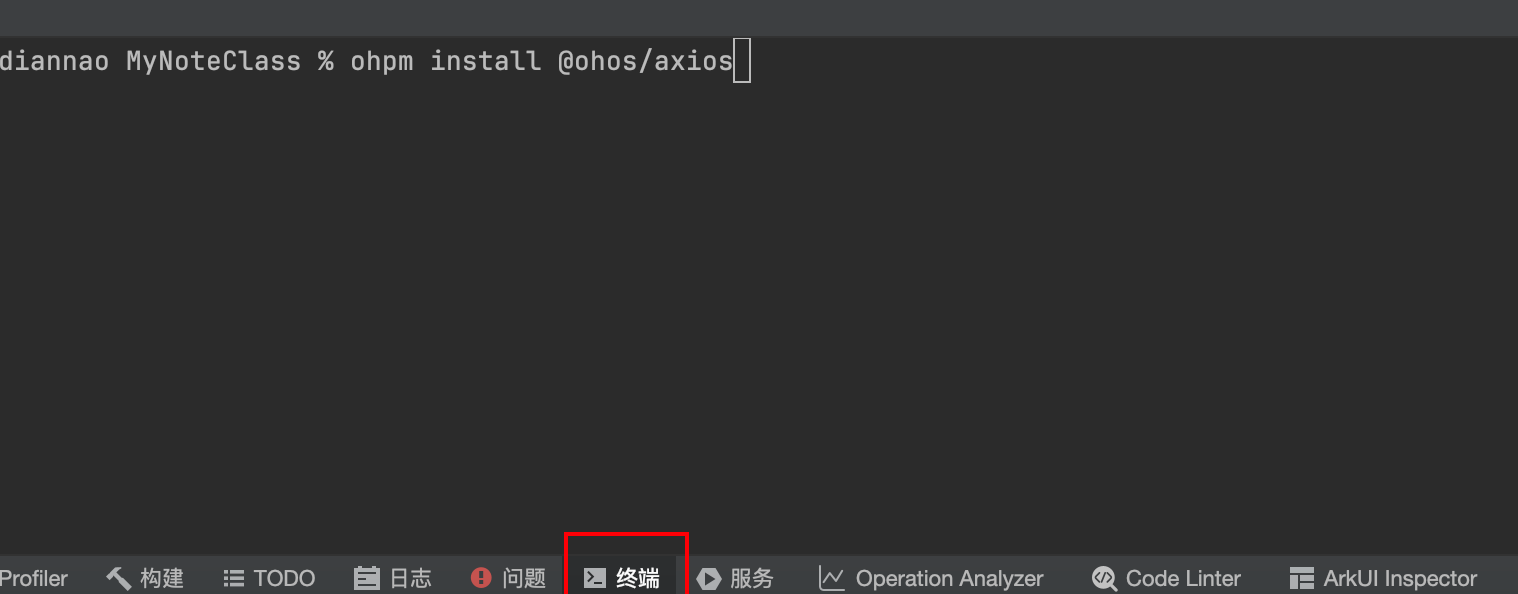 diannao MyNoteClass % ohpm install @ohos/axios
Profiler 构建 TODO 日志 问题 终端 服务 Operation Analyzer Code Linter ArkUI Inspector